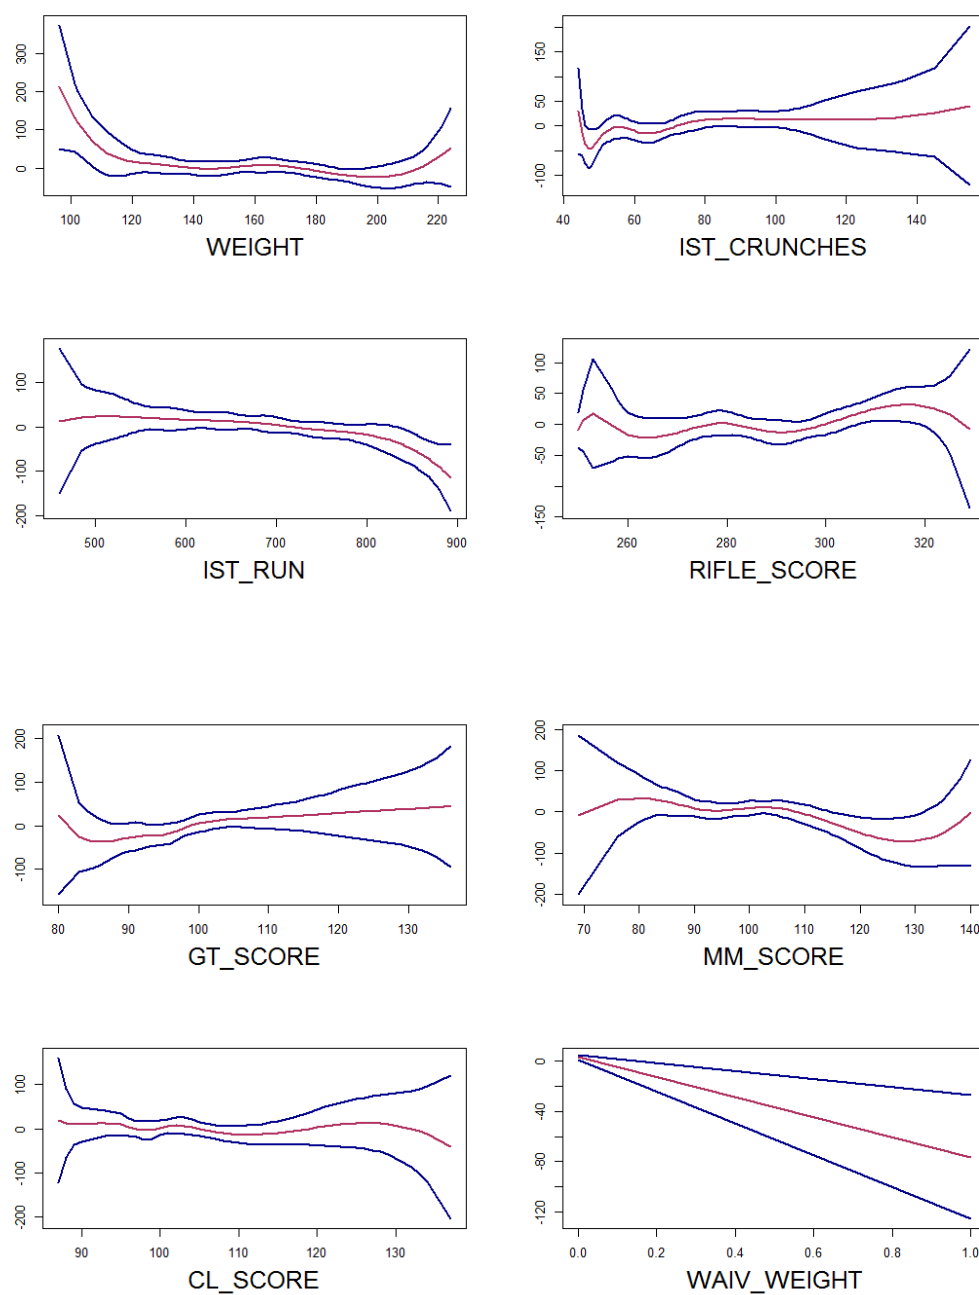 300
200
100
0
100 120 140 160 180 200 220
WEIGHT
150
50
0
-100
40 60 80 100 120 140
IST_CRUNCHES
100
0
-100
-200
500 600 700 800 900
IST_RUN
100
50
0
-50
-150
260 280 300 320
RIFLE_SCORE
200
100
0
-100
80 90 100 110 120 130
GT_SCORE
200
100
0
-100
-200
70 80 90 100 110 120 130 140
MM_SCORE
100
0
-100
-200
90 100 110 120 130
CL_SCORE
0
-40
-80
-120
0.0 0.2 0.4 0.6 0.8 1.0
WAIV_WEIGHT